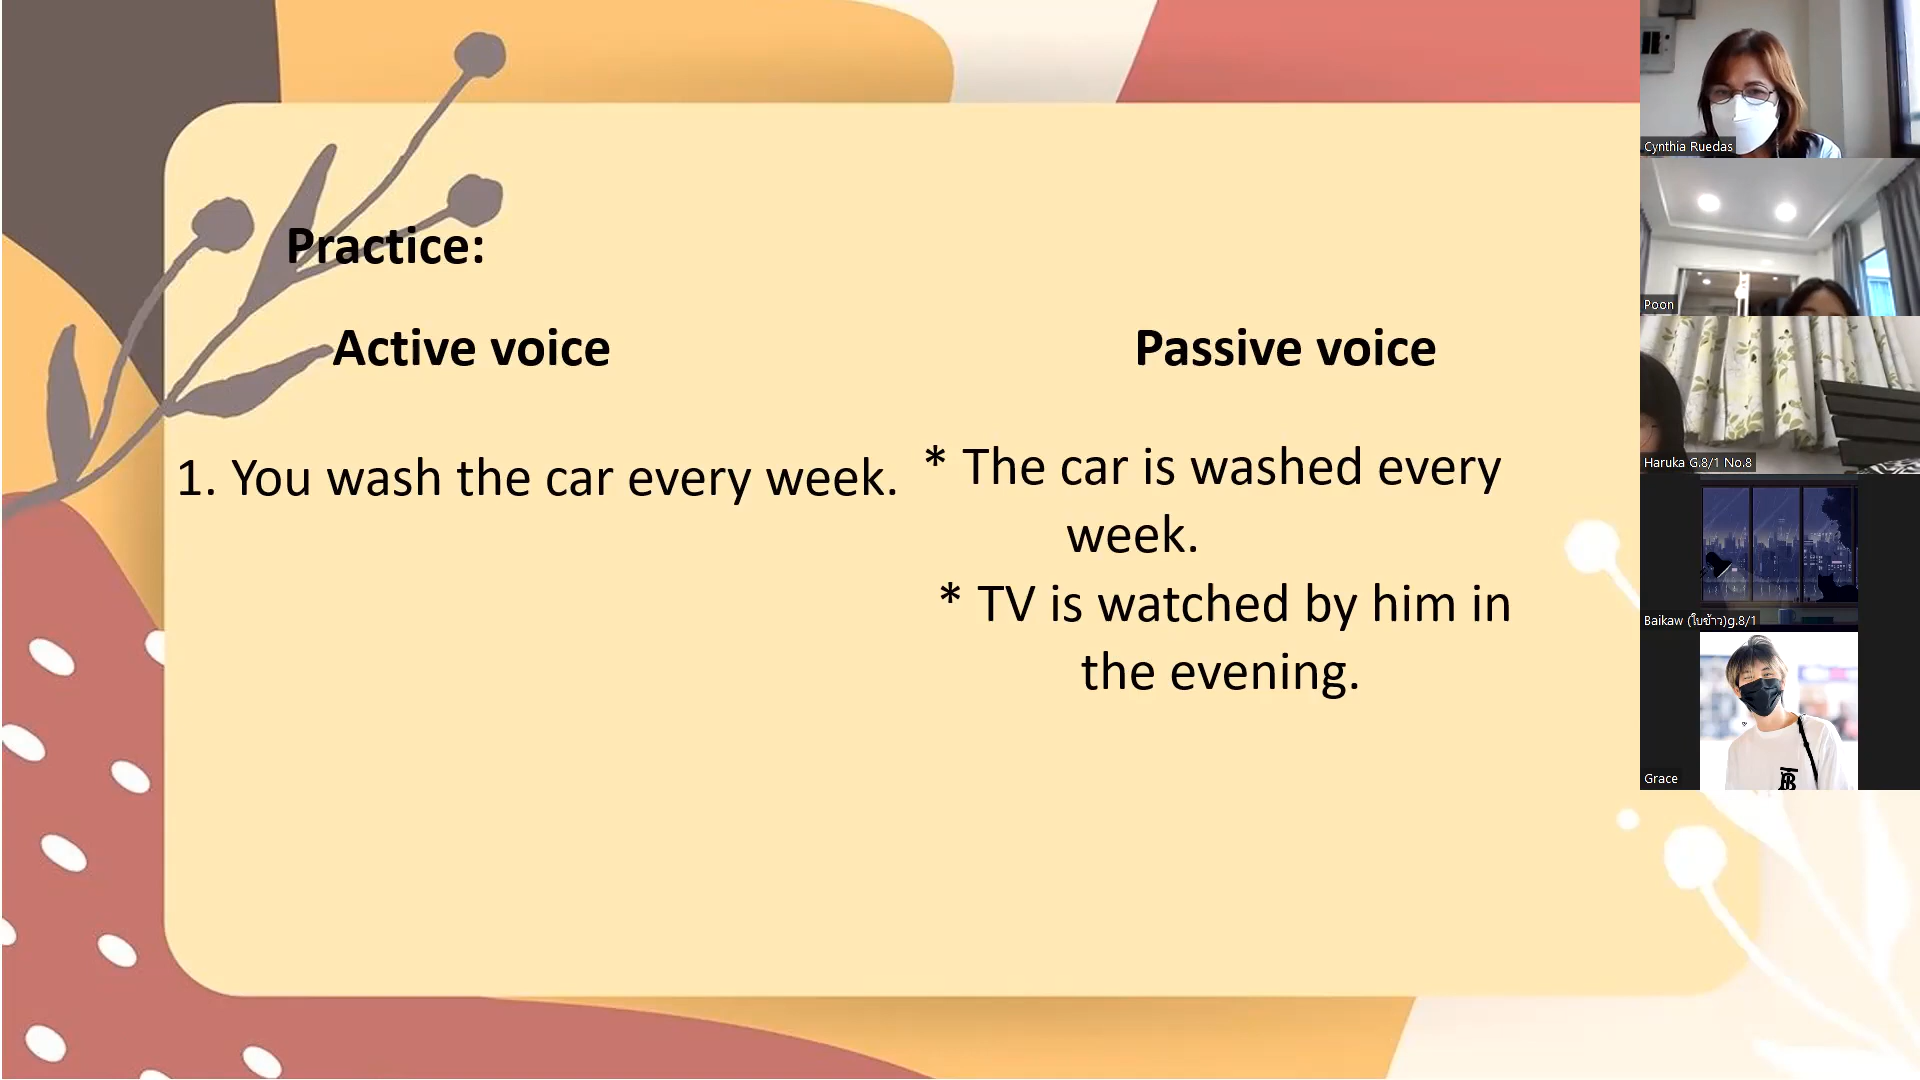 Practice:
Active voice
Passive voice
1. You wash the car every week.
* The car is washed every
week.
* TV is watched by him in
the evening.
Cynthia Ruedas
Poon
Haruka G.8/1 No.8
Baikaw (ใบข้าว)g.8/1
Grace